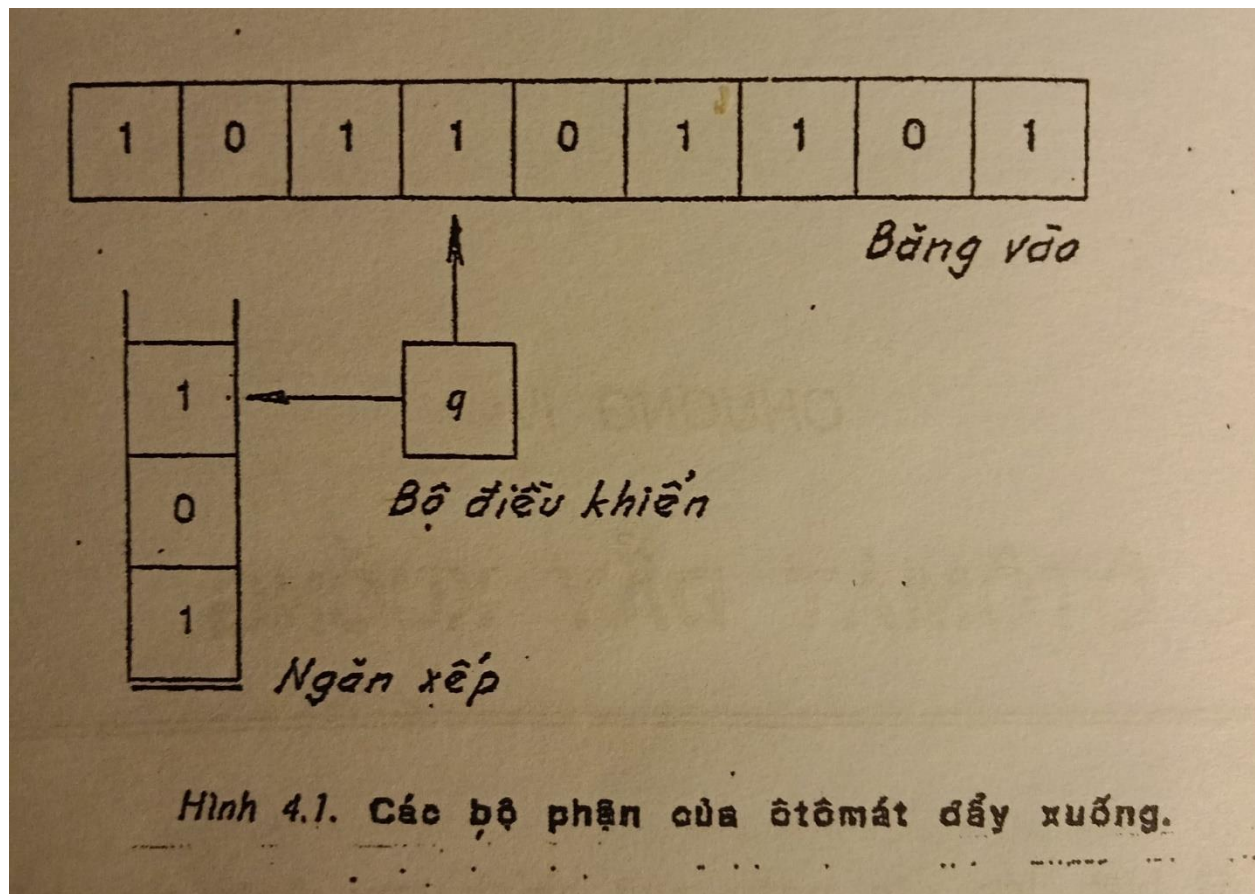 1 0 1 1 0 1 1 0 1
Băng vào
1
q
0
Bộ điều khiển
1
Ngăn xếp
Hình 4.1. Các bộ phận của ôtômát đẩy xuống.